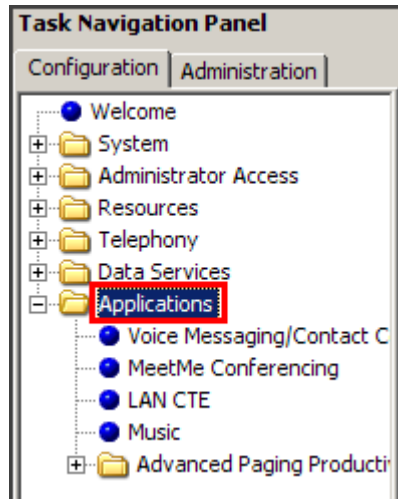 Task Navigation Panel
Configuration Administration
Welcome
System
Administrator Access
Resources
Telephony
Data Services
Applications
Voice Messaging/Contact C
MeetMe Conferencing
LAN CTE
Music
Advanced Paging Producti